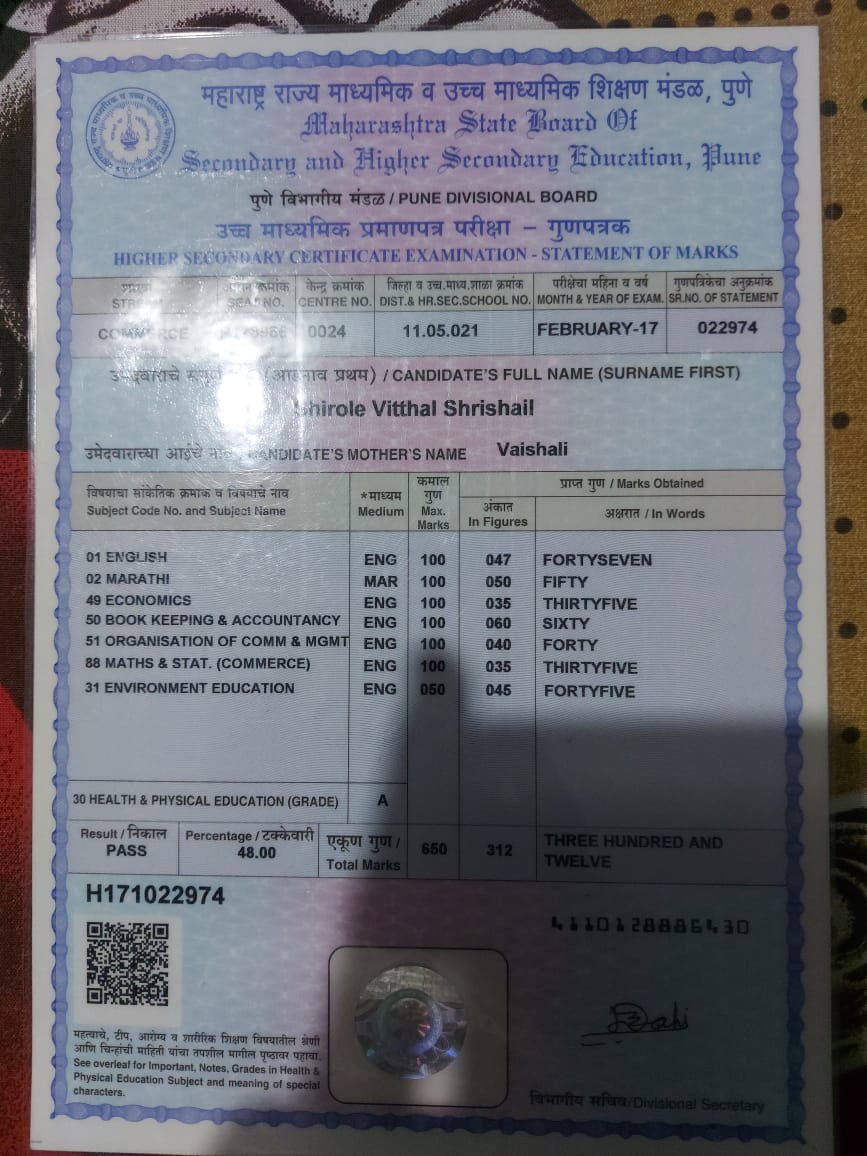 महाराष्ट्र राज्य माध्यमिक व उच्च माध्यमिक शिक्षण मंडळ, पुणे
Maharashtra State Board Of
Secondary and Higher Secondary Education, Pune
पुणे विभागीय मंडळ / PUNE DIVISIONAL BOARD
उच्च माध्यमिक प्रमाणपत्र परीक्षा – गुणपत्रक
HIGHER SECONDARY CERTIFICATE EXAMINATION - STATEMENT OF MARKS
क्रमांक केन्द्र क्रमांक जिल्हा व उच्च.माध्य.शाळा क्रमांक परीक्षेचा महिना व वर्ष गुणपत्रिकेचा अनुक्रमांक
NO. CENTRE NO. DIST.& HR.SEC.SCHOOL NO. MONTH & YEAR OF EXAM. SR.NO. OF STATEMENT
COMMERCE 0024 11.05.021 FEBRUARY-17 022974
उमेदवाराचे (आडनाव प्रथम) / CANDIDATE'S FULL NAME (SURNAME FIRST)
Shirole Vitthal Shrishail
उमेदवाराच्या आईचे CANDIDATE'S MOTHER'S NAME Vaishali
विषयाचा सांकेतिक क्रमांक व विषयाचे नाव *माध्यम कमाल गुण प्राप्त गुण / Marks Obtained
Subject Code No. and Subject Name Medium Max. Marks अंकात In Figures अक्षरात / In Words
01 ENGLISH ENG 100 047 FORTYSEVEN
02 MARATHI MAR 100 050 FIFTY
49 ECONOMICS ENG 100 035 THIRTYFIVE
50 BOOK KEEPING & ACCOUNTANCY ENG 100 060 SIXTY
51 ORGANISATION OF COMM & MGMT ENG 100 040 FORTY
88 MATHS & STAT. (COMMERCE) ENG 100 035 THIRTYFIVE
31 ENVIRONMENT EDUCATION ENG 050 045 FORTYFIVE
30 HEALTH & PHYSICAL EDUCATION (GRADE) A
Result / निकाल Percentage / टक्केवारी एकूण गुण / THREE HUNDRED AND
PASS 48.00 Total Marks 650 312 TWELVE
H171022974
4110128886430
महत्वाचे, टीप, आरोग्य व शारीरिक शिक्षण विषयातील श्रेणी
आणि चिन्हांची माहिती यांचा तपशील मागील पृष्ठावर पहावा.
See overleaf for Important, Notes, Grades in Health &
Physical Education Subject and meaning of special
characters.
विभागीय सचिव/Divisional Secretary